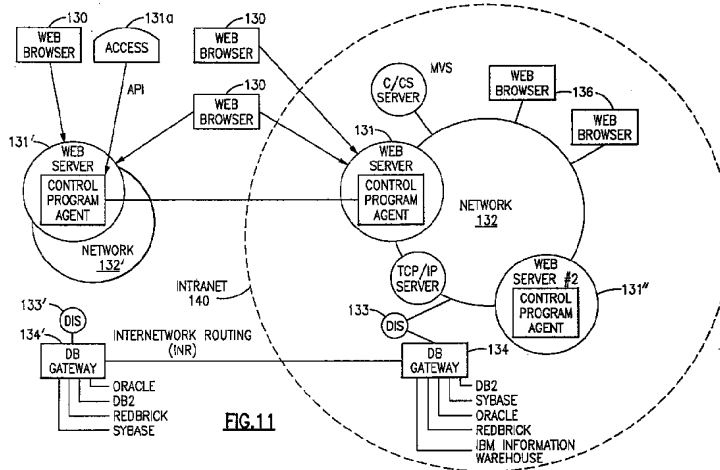 130
WEB
BROWSER
131a
ACCESS
130
WEB
BROWSER
API
130
WEB
BROWSER
MVS
C/CS
SERVER
136
WEB
BROWSER
WEB
BROWSER
131'
WEB
SERVER
CONTROL
PROGRAM
AGENT
NETWORK
132'
131
WEB
SERVER
CONTROL
PROGRAM
AGENT
NETWORK
132
TCP/IP
SERVER
WEB
SERVER #2
CONTROL
PROGRAM
AGENT
131"
INTRANET
140
133'
DIS
134'
DB
GATEWAY
INTERNETWORK ROUTING
(INR)
133
DIS
134
DB
GATEWAY
ORACLE
DB2
REDBRICK
SYBASE
DB2
SYBASE
ORACLE
REDBRICK
IBM INFORMATION
WAREHOUSE
FIG.11